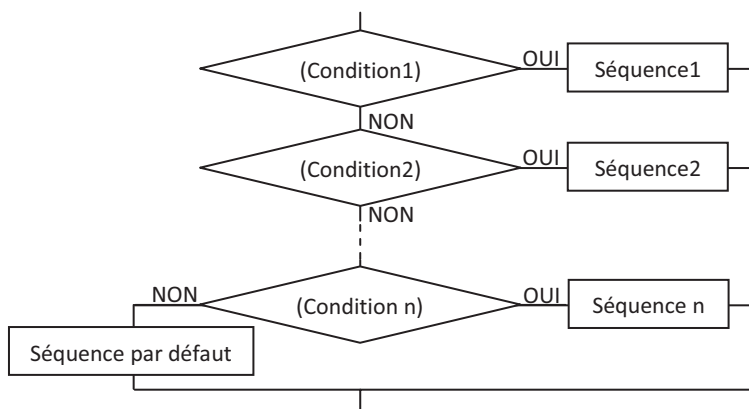 (Condition1)
OUI
Séquence1
NON
(Condition2)
OUI
Séquence2
NON
NON
(Condition n)
OUI
Séquence n
Séquence par défaut